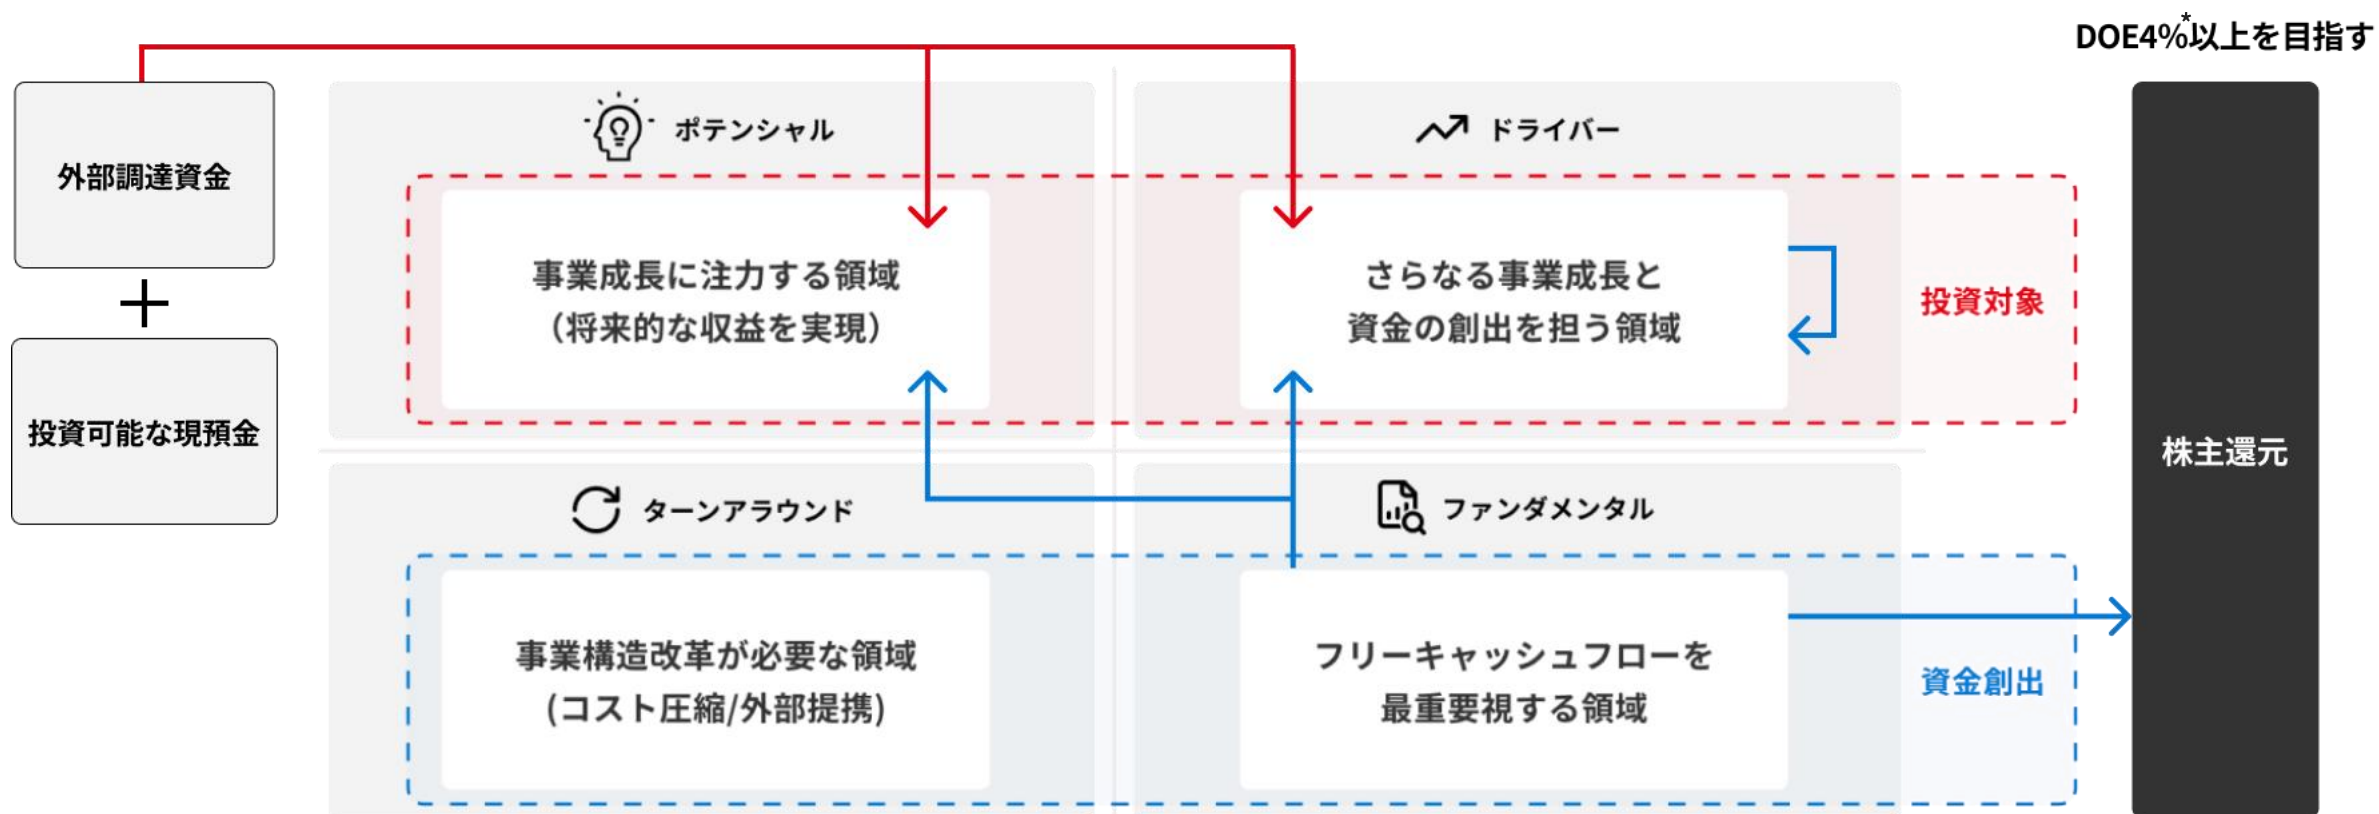 DOE4%*以上を目指す
外部調達資金
+
投資可能な現預金
ポテンシャル
事業成長に注力する領域
（将来的な収益を実現）
ドライバー
さらなる事業成長と
資金の創出を担う領域
投資対象
ターンアラウンド
事業構造改革が必要な領域
(コスト圧縮/外部提携)
ファンダメンタル
フリーキャッシュフローを
最重要視する領域
資金創出
株主還元